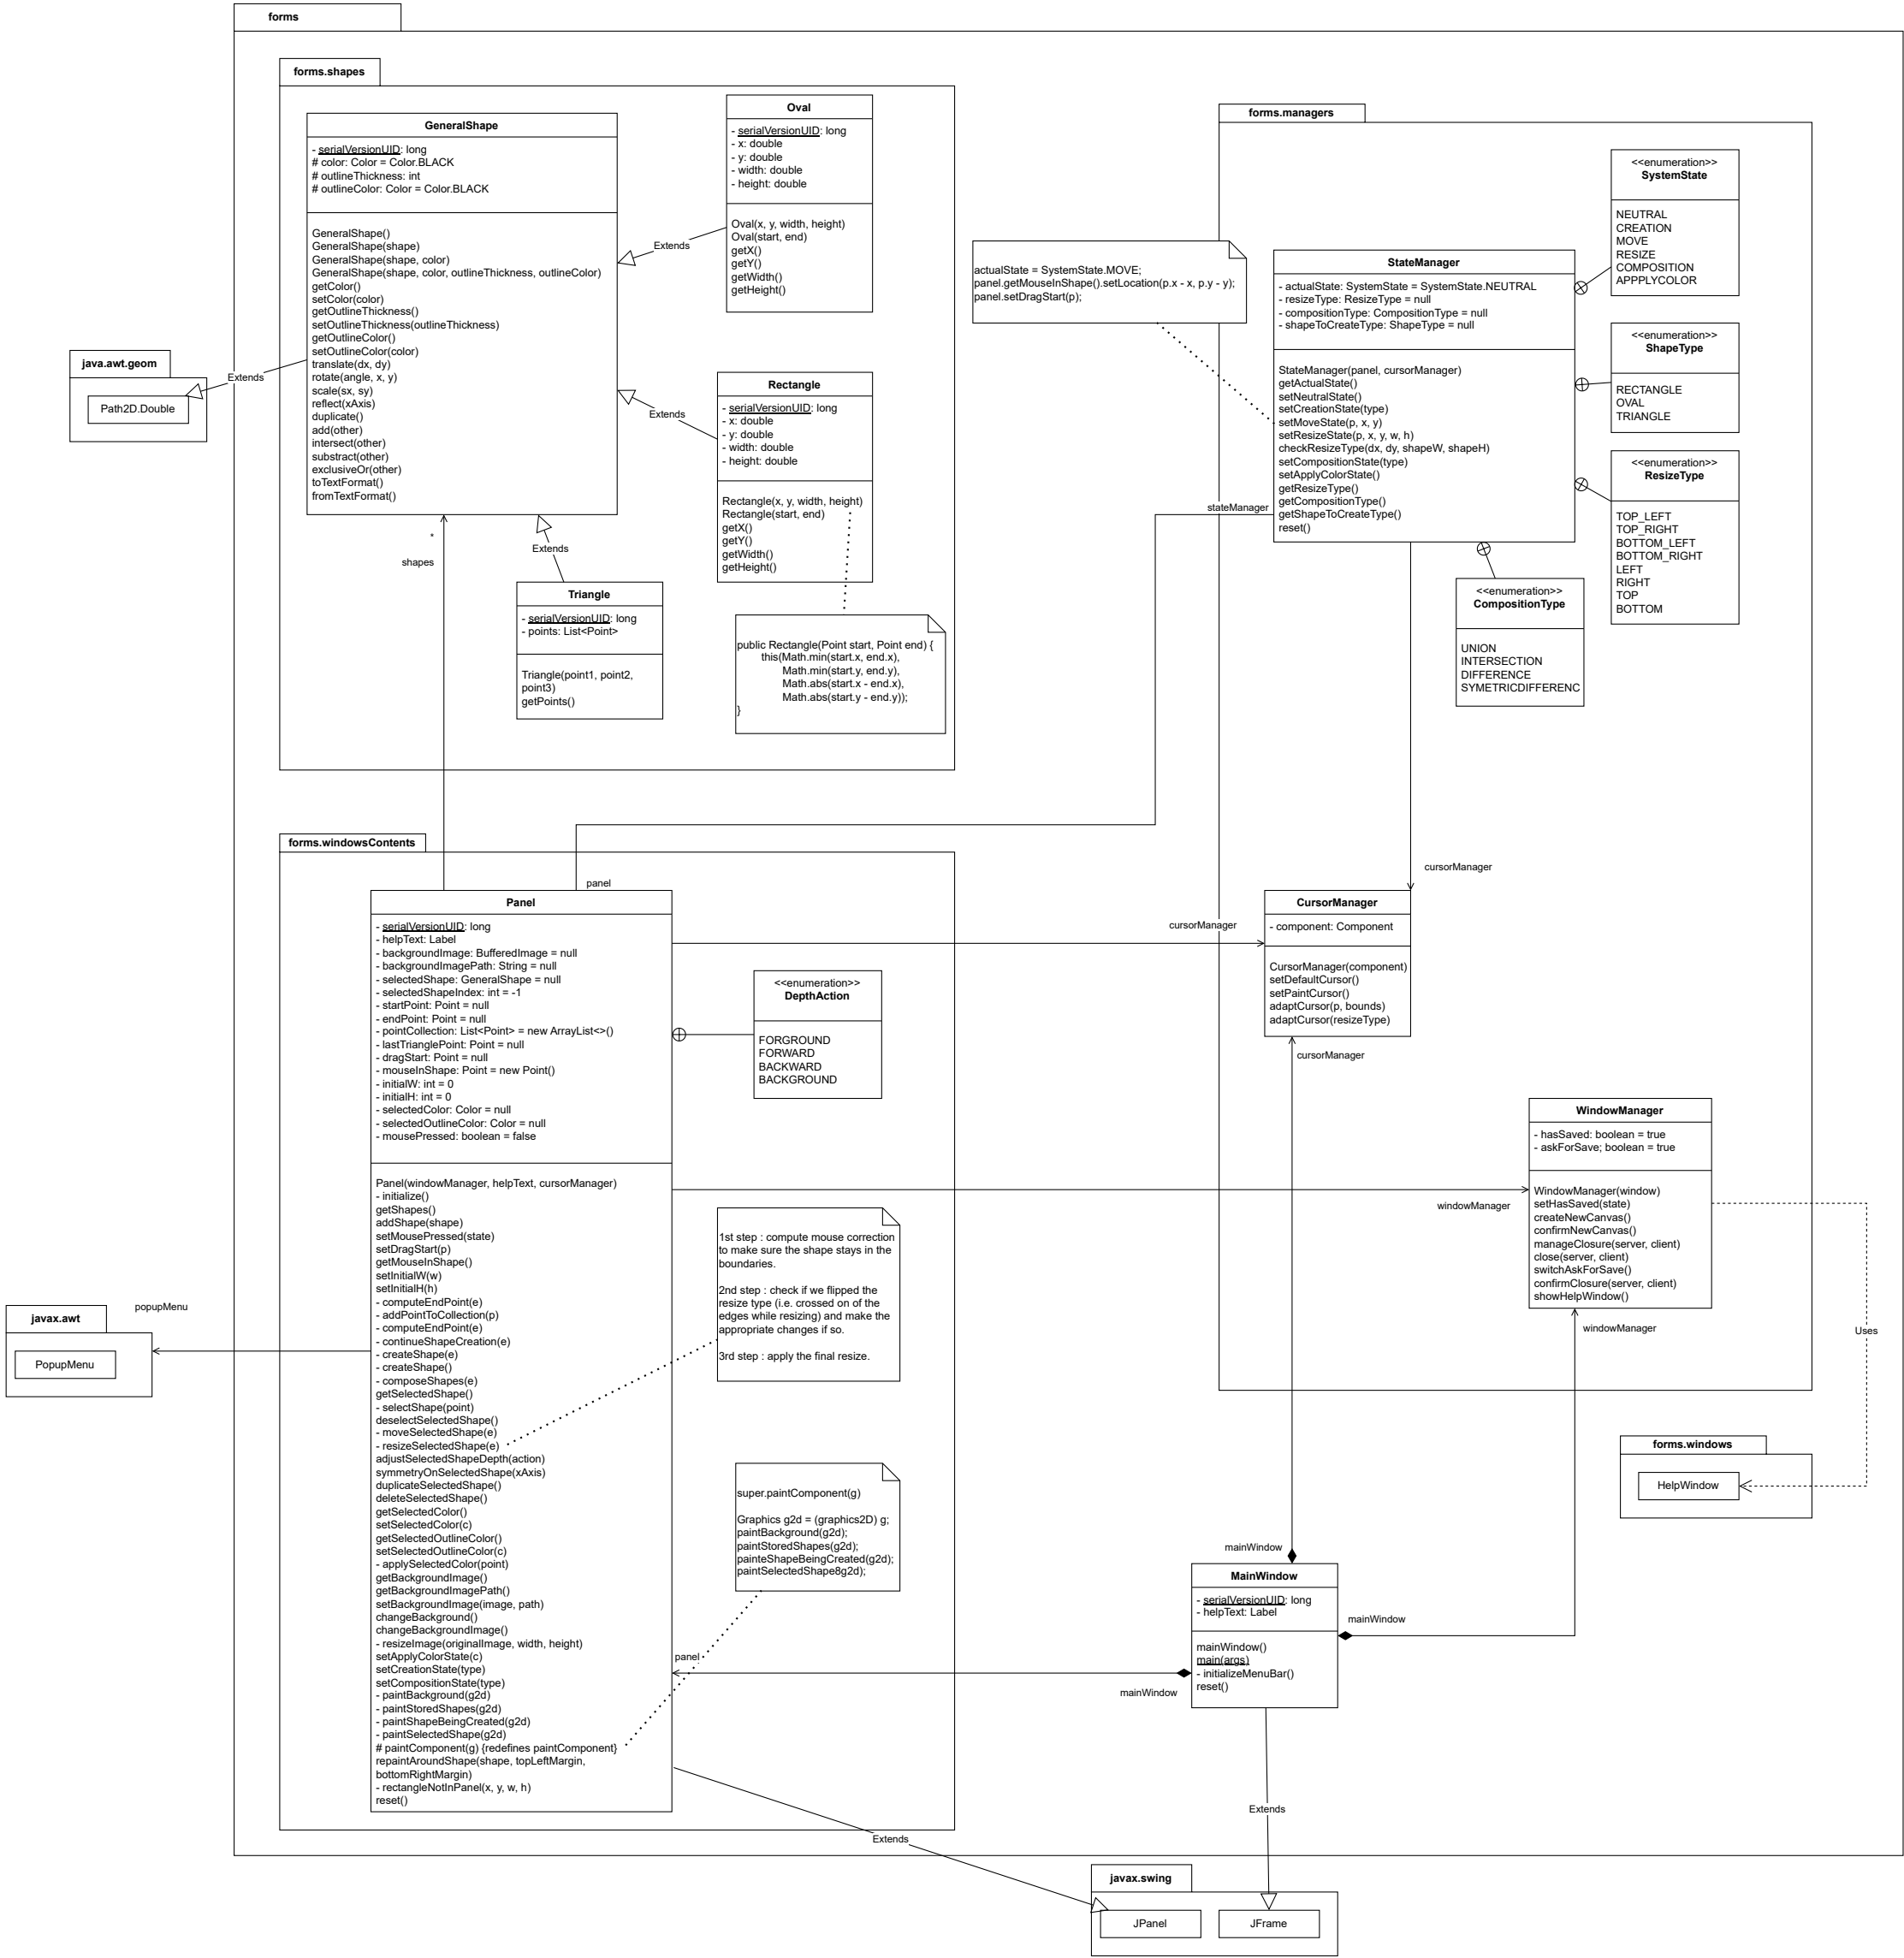 forms
forms.shapes
GeneralShape
- serialVersionUID: long
# color: Color = Color.BLACK
# outlineThickness: int
# outlineColor: Color = Color.BLACK
GeneralShape()
GeneralShape(shape)
GeneralShape(shape, color)
GeneralShape(shape, color, outlineThickness, outlineColor)
getColor()
setColor(color)
getOutlineThickness()
setOutlineThickness(outlineThickness)
getOutlineColor()
setOutlineColor(color)
translate(dx, dy)
rotate(angle, x, y)
scale(sx, sy)
reflect(xAxis)
duplicate()
add(other)
intersect(other)
substract(other)
exclusiveOr(other)
toTextFormat()
fromTextFormat()
Oval
- serialVersionUID: long
- x: double
- y: double
- width: double
- height: double
Oval(x, y, width, height)
Oval(start, end)
getX()
getY()
getWidth()
getHeight()
Extends
Rectangle
- serialVersionUID: long
- x: double
- y: double
- width: double
- height: double
Rectangle(x, y, width, height)
Rectangle(start, end)
getX()
getY()
getWidth()
getHeight()
Extends
java.awt.geom
Path2D.Double
Extends
Extends
Triangle
- serialVersionUID: long
- points: List<Point>
Triangle(point1, point2,
point3)
getPoints()
public Rectangle(Point start, Point end) {
this(Math.min(start.x, end.x),
Math.min(start.y, end.y),
Math.abs(start.x - end.x),
Math.abs(start.y - end.y));
}
*
shapes
forms.managers
<<enumeration>>
SystemState
NEUTRAL
CREATION
MOVE
RESIZE
COMPOSITION
APPPLYCOLOR
actualState = SystemState.MOVE;
panel.getMouseInShape().setLocation(p.x - x, p.y - y);
panel.setDragStart(p);
StateManager
- actualState: SystemState = SystemState.NEUTRAL
- resizeType: ResizeType = null
- compositionType: CompositionType = null
- shapeToCreateType: ShapeType = null
StateManager(panel, cursorManager)
getActualState()
setNeutralState()
setCreationState(type)
setMoveState(p, x, y)
setResizeState(p, x, y, w, h)
checkResizeType(dx, dy, shapeW, shapeH)
setCompositionState(type)
setApplyColorState()
getResizeType()
getCompositionType()
getShapeToCreateType()
reset()
<<enumeration>>
ShapeType
RECTANGLE
OVAL
TRIANGLE
<<enumeration>>
ResizeType
TOP_LEFT
TOP_RIGHT
BOTTOM_LEFT
BOTTOM_RIGHT
LEFT
RIGHT
TOP
BOTTOM
<<enumeration>>
CompositionType
UNION
INTERSECTION
DIFFERENCE
SYMETRICDIFFERENC
stateManager
forms.windowsContents
panel
Panel
- serialVersionUID: long
- helpText: Label
- backgroundImage: BufferedImage = null
- backgroundImagePath: String = null
- selectedShape: GeneralShape = null
- selectedShapeIndex: int = -1
- startPoint: Point = null
- endPoint: Point = null
- pointCollection: List<Point> = new ArrayList<>()
- lastTrianglePoint: Point = null
- dragStart: Point = null
- mouseInShape: Point = new Point()
- initialW: int = 0
- initialH: int = 0
- selectedColor: Color = null
- selectedOutlineColor: Color = null
- mousePressed: boolean = false
Panel(windowManager, helpText, cursorManager)
- initialize()
getShapes()
addShape(shape)
setMousePressed(state)
setDragStart(p)
getMouseInShape()
setInitialW(w)
setInitialH(h)
- computeEndPoint(e)
- addPointToCollection(p)
- computeEndPoint(e)
- continueShapeCreation(e)
- createShape(e)
- createShape()
- composeShapes(e)
getSelectedShape()
- selectShape(point)
deselectSelectedShape()
- moveSelectedShape(e)
- resizeSelectedShape(e)
adjustSelectedShapeDepth(action)
symmetryOnSelectedShape(xAxis)
duplicateSelectedShape()
deleteSelectedShape()
getSelectedColor()
setSelectedColor(c)
getSelectedOutlineColor()
setSelectedOutlineColor(c)
- applySelectedColor(point)
getBackgroundImage()
getBackgroundImagePath()
setBackgroundImage(image, path)
changeBackground()
changeBackgroundImage()
- resizeImage(originalImage, width, height)
setApplyColorState(c)
setCreationState(type)
setCompositionState(type)
- paintBackground(g2d)
- paintStoredShapes(g2d)
- paintShapeBeingCreated(g2d)
- paintSelectedShape(g2d)
# paintComponent(g) {redefines paintComponent}
repaintAroundShape(shape, topLeftMargin,
bottomRightMargin)
- rectangleNotInPanel(x, y, w, h)
reset()
<<enumeration>>
DepthAction
FORGROUND
FORWARD
BACKWARD
BACKGROUND
1st step : compute mouse correction
to make sure the shape stays in the
boundaries.
2nd step : check if we flipped the
resize type (i.e. crossed on of the
edges while resizing) and make the
appropriate changes if so.
3rd step : apply the final resize.
super.paintComponent(g)
Graphics g2d = (graphics2D) g;
paintBackground(g2d);
paintStoredShapes(g2d);
painteShapeBeingCreated(g2d);
paintSelectedShape8g2d);
javax.awt
PopupMenu
popupMenu
cursorManager
cursorManager
CursorManager
- component: Component
CursorManager(component)
setDefaultCursor()
setPaintCursor()
adaptCursor(p, bounds)
adaptCursor(resizeType)
cursorManager
WindowManager
- hasSaved: boolean = true
- askForSave; boolean = true
WindowManager(window)
setHasSaved(state)
createNewCanvas()
confirmNewCanvas()
manageClosure(server, client)
close(server, client)
switchAskForSave()
confirmClosure(server, client)
showHelpWindow()
windowManager
windowManager
Uses
forms.windows
HelpWindow
mainWindow
MainWindow
- serialVersionUID: long
- helpText: Label
mainWindow()
main(args)
- initializeMenuBar()
reset()
mainWindow
panel
mainWindow
Extends
Extends
javax.swing
JPanel
JFrame